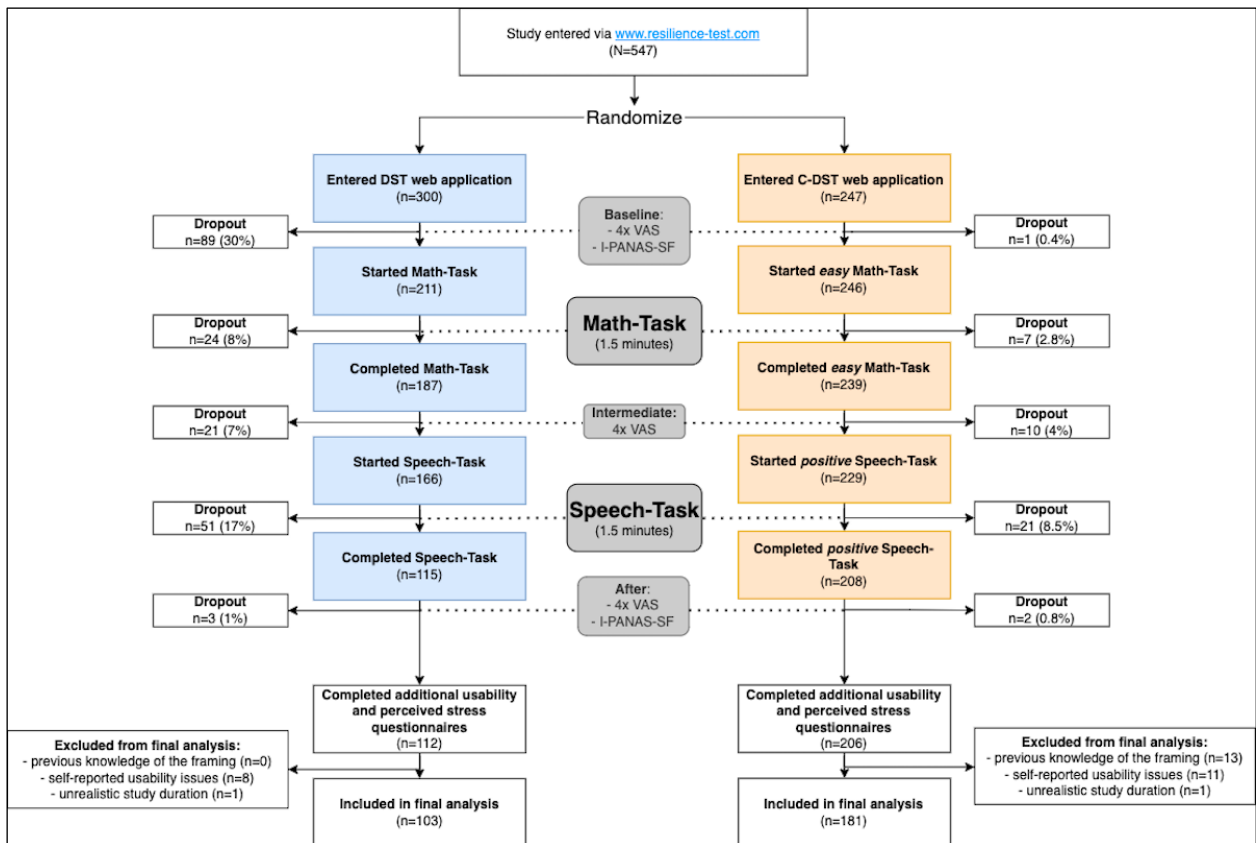 Study entered via www.resilience-test.com
(N=547)
Randomize
Entered DST web application
(n=300)
Entered C-DST web application
(n=247)
Baseline:
- 4x VAS
- I-PANAS-SF
Dropout
n=89 (30%)
Dropout
n=1 (0.4%)
Started Math-Task
(n=211)
Started easy Math-Task
(n=246)
Math-Task
(1.5 minutes)
Dropout
n=24 (8%)
Dropout
n=7 (2.8%)
Completed Math-Task
(n=187)
Completed easy Math-Task
(n=239)
Intermediate:
4x VAS
Dropout
n=21 (7%)
Dropout
n=10 (4%)
Started Speech-Task
(n=166)
Started positive Speech-Task
(n=229)
Speech-Task
(1.5 minutes)
Dropout
n=51 (17%)
Dropout
n=21 (8.5%)
Completed Speech-Task
(n=115)
Completed positive Speech-
Task
(n=208)
After:
- 4x VAS
- I-PANAS-SF
Dropout
n=3 (1%)
Dropout
n=2 (0.8%)
Completed additional usability
and perceived stress
questionnaires
(n=112)
Completed additional usability
and perceived stress
questionnaires
(n=206)
Excluded from final analysis:
- previous knowledge of the framing (n=0)
- self-reported usability issues (n=8)
- unrealistic study duration (n=1)
Excluded from final analysis:
- previous knowledge of the framing (n=13)
- self-reported usability issues (n=11)
- unrealistic study duration (n=1)
Included in final analysis
(n=103)
Included in final analysis
(n=181)